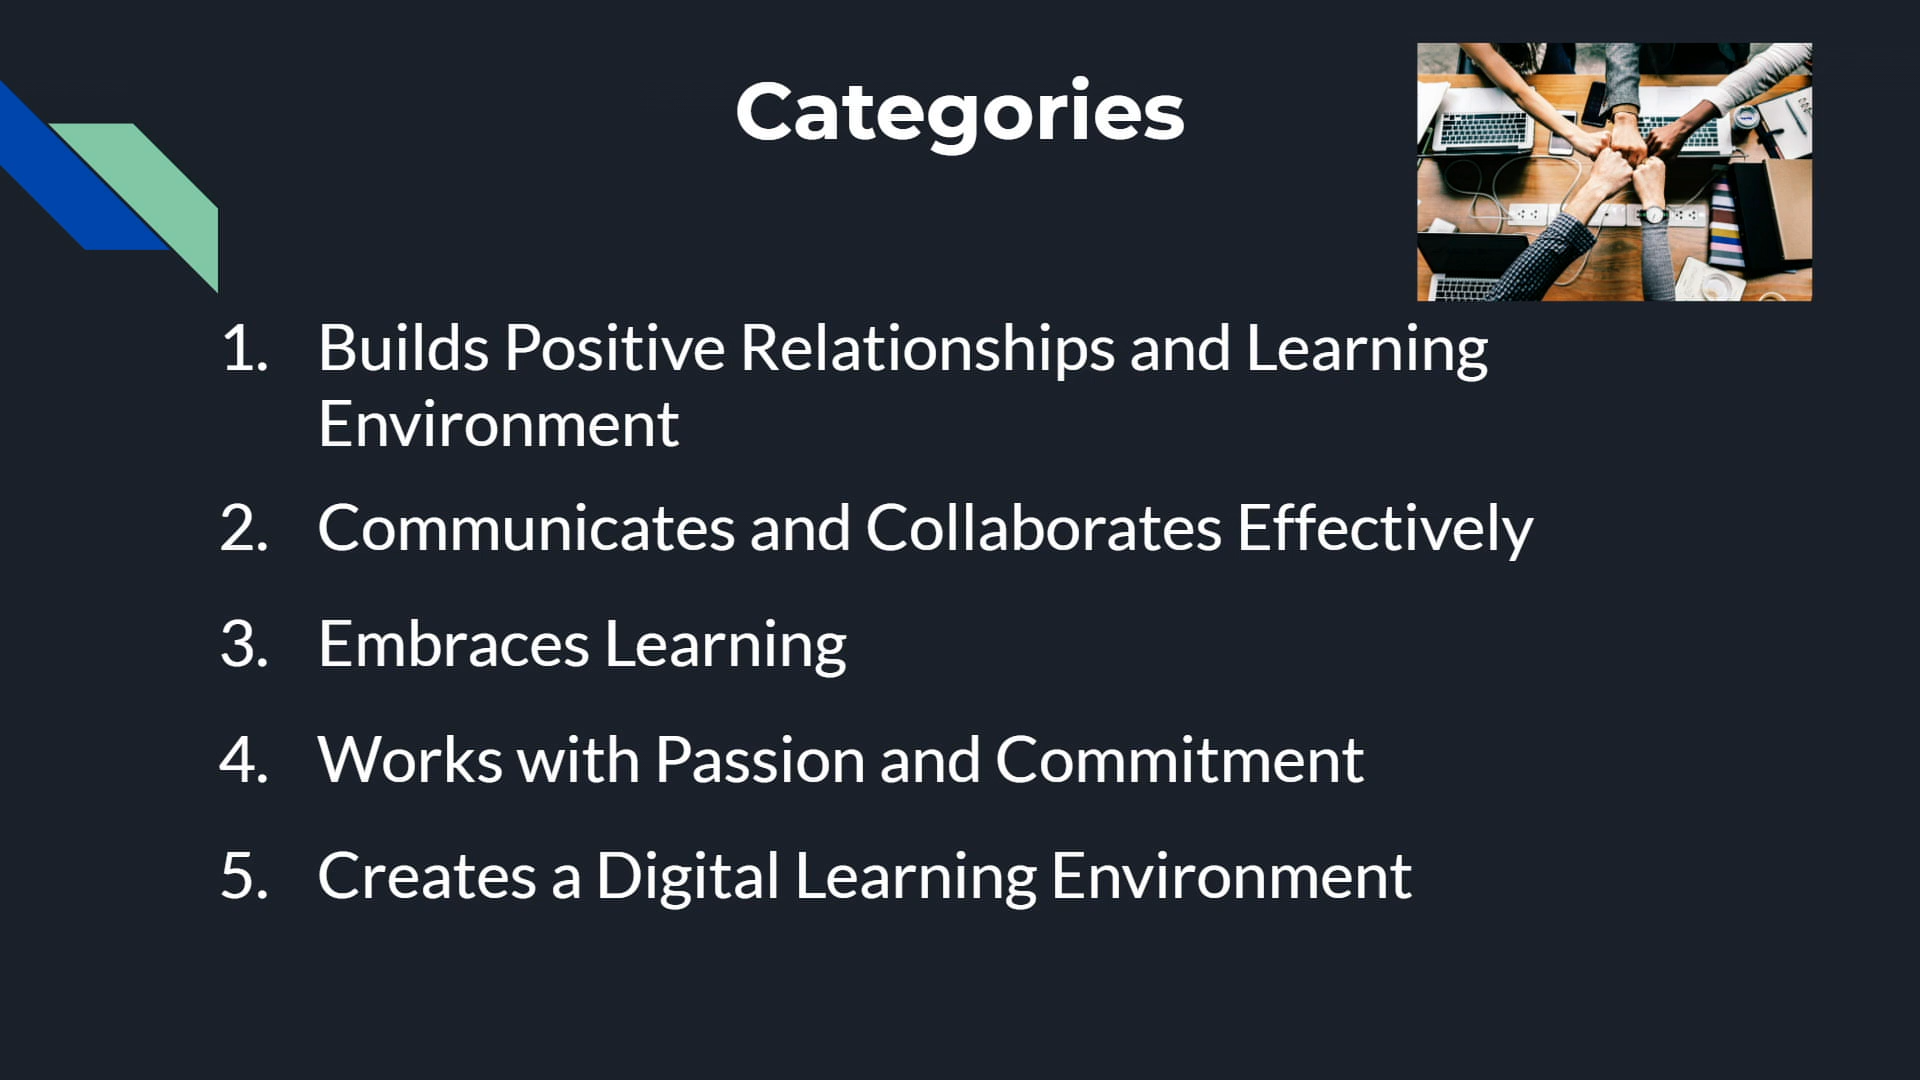 Categories
1. Builds Positive Relationships and Learning
Environment
2. Communicates and Collaborates Effectively
3. Embraces Learning
4. Works with Passion and Commitment
5. Creates a Digital Learning Environment